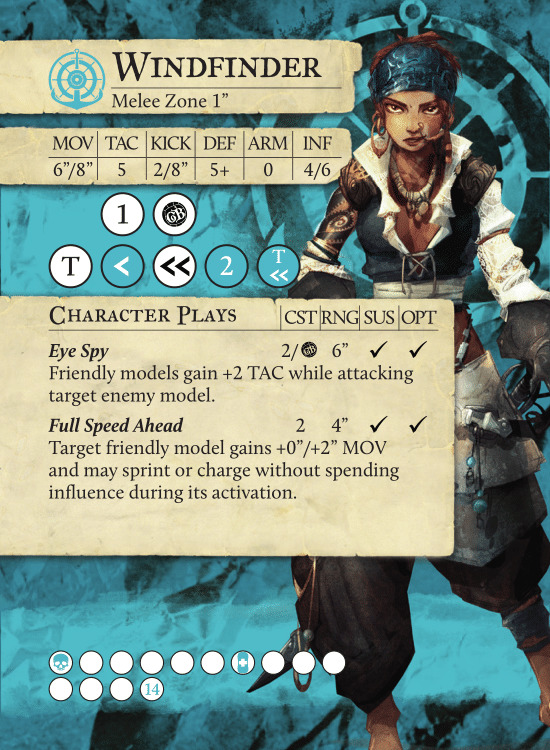 Windfinder
Melee Zone 1”
MOV TAC KICK DEF ARM INF
6”/8” 5 2/8” 5+ 0 4/6
1 GB
T < << 2 T <<
Character Plays CST RNG SUS OPT
Eye Spy 2/GB 6” ✓ ✓
Friendly models gain +2 TAC while attacking
target enemy model.
Full Speed Ahead 2 4” ✓ ✓
Target friendly model gains +0”/+2” MOV
and may sprint or charge without spending
influence during its activation.
14